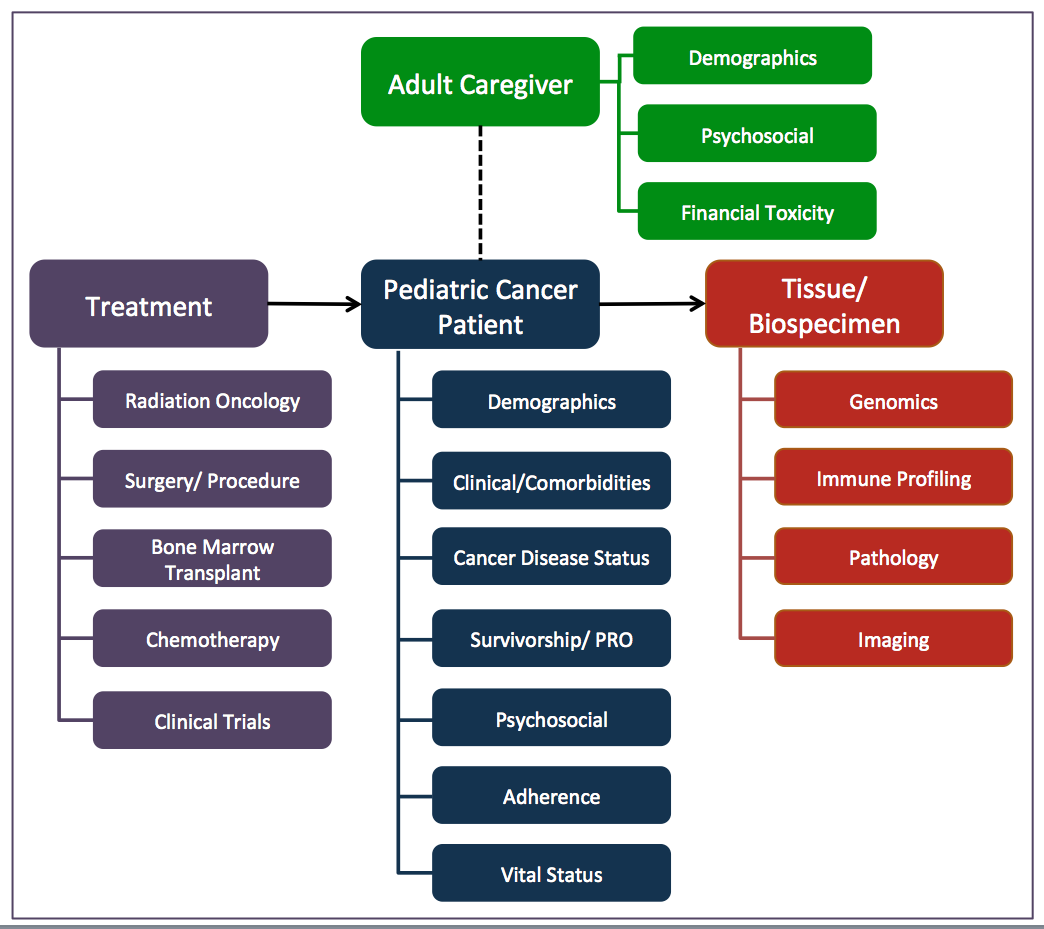 Adult Caregiver
Demographics
Psychosocial
Financial Toxicity
Treatment
Radiation Oncology
Surgery/ Procedure
Bone Marrow
Transplant
Chemotherapy
Clinical Trials
Pediatric Cancer
Patient
Demographics
Clinical/Comorbidities
Cancer Disease Status
Survivorship/ PRO
Psychosocial
Adherence
Vital Status
Tissue/
Biospecimen
Genomics
Immune Profiling
Pathology
Imaging